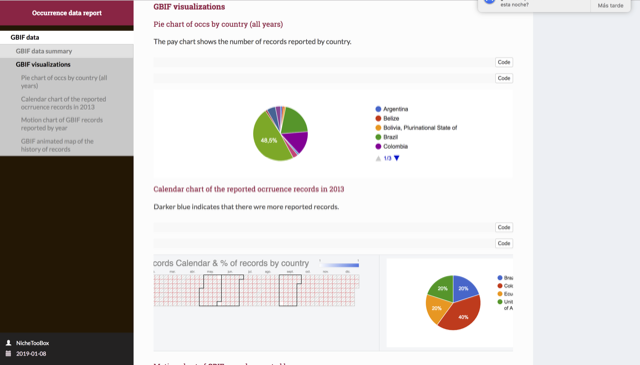 Occurrence data report
GBIF data
GBIF data summary
GBIF visualizations
Pie chart of occs by country (all
years)
Calendar chart of the reported
ocrruence records in 2013
Motion chart of GBIF records
reported by year
GBIF animated map of the
history of records
NicheToolBox
2019-01-08
GBIF visualizations
Pie chart of occs by country (all years)
The pay chart shows the number of records reported by country.
Code
Code
48,5%
Argentina
Belize
Bolivia, Plurinational State of
Brazil
Colombia
1/3
Calendar chart of the reported ocrruence records in 2013
Darker blue indicates that there wre more reported records.
Code
Code
cords Calendar & % of records by country
20%
20%
20%
40%
of A
esta noche?
Más tarde